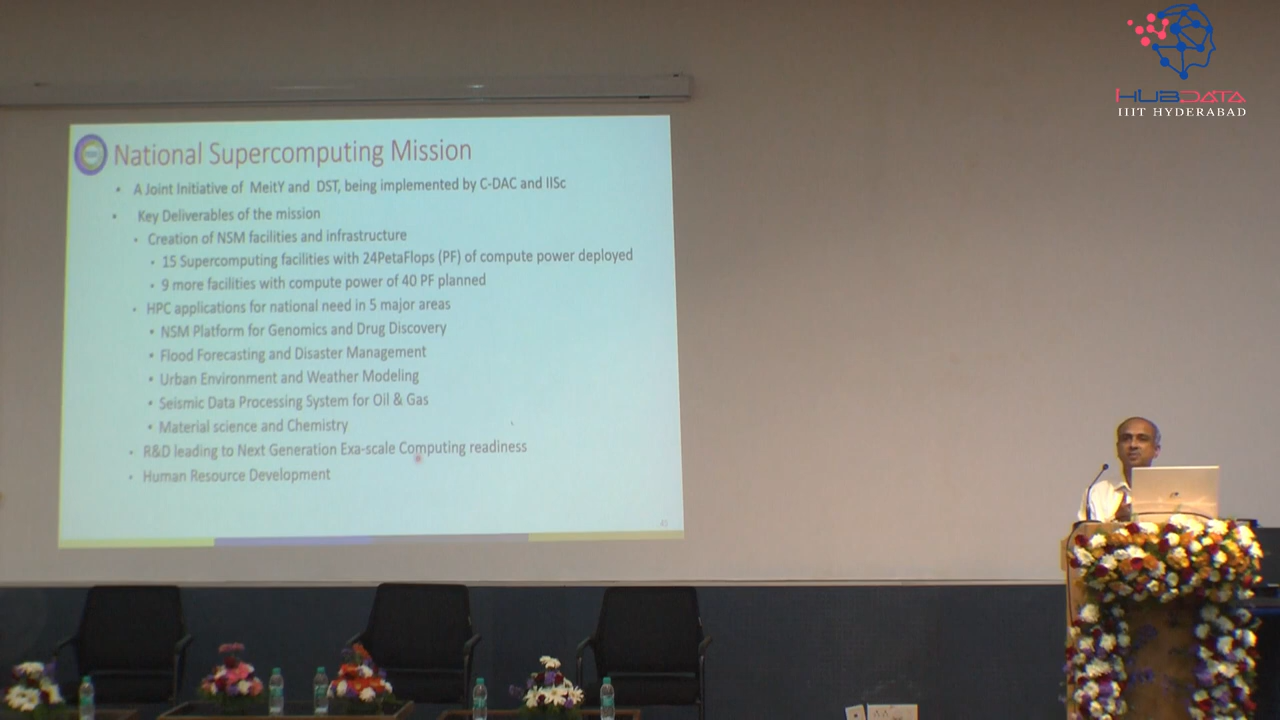 iHUBDATA
IIIT HYDERABAD
National Supercomputing Mission
• A Joint Initiative of MeitY and DST, being implemented by C-DAC and IISc
• Key Deliverables of the mission
• Creation of NSM facilities and infrastructure
• 15 Supercomputing facilities with 24PetaFlops (PF) of compute power deployed
• 9 more facilities with compute power of 40 PF planned
• HPC applications for national need in 5 major areas
• NSM Platform for Genomics and Drug Discovery
• Flood Forecasting and Disaster Management
• Urban Environment and Weather Modeling
• Seismic Data Processing System for Oil & Gas
• Material science and Chemistry
• R&D leading to Next Generation Exa-scale Computing readiness
• Human Resource Development